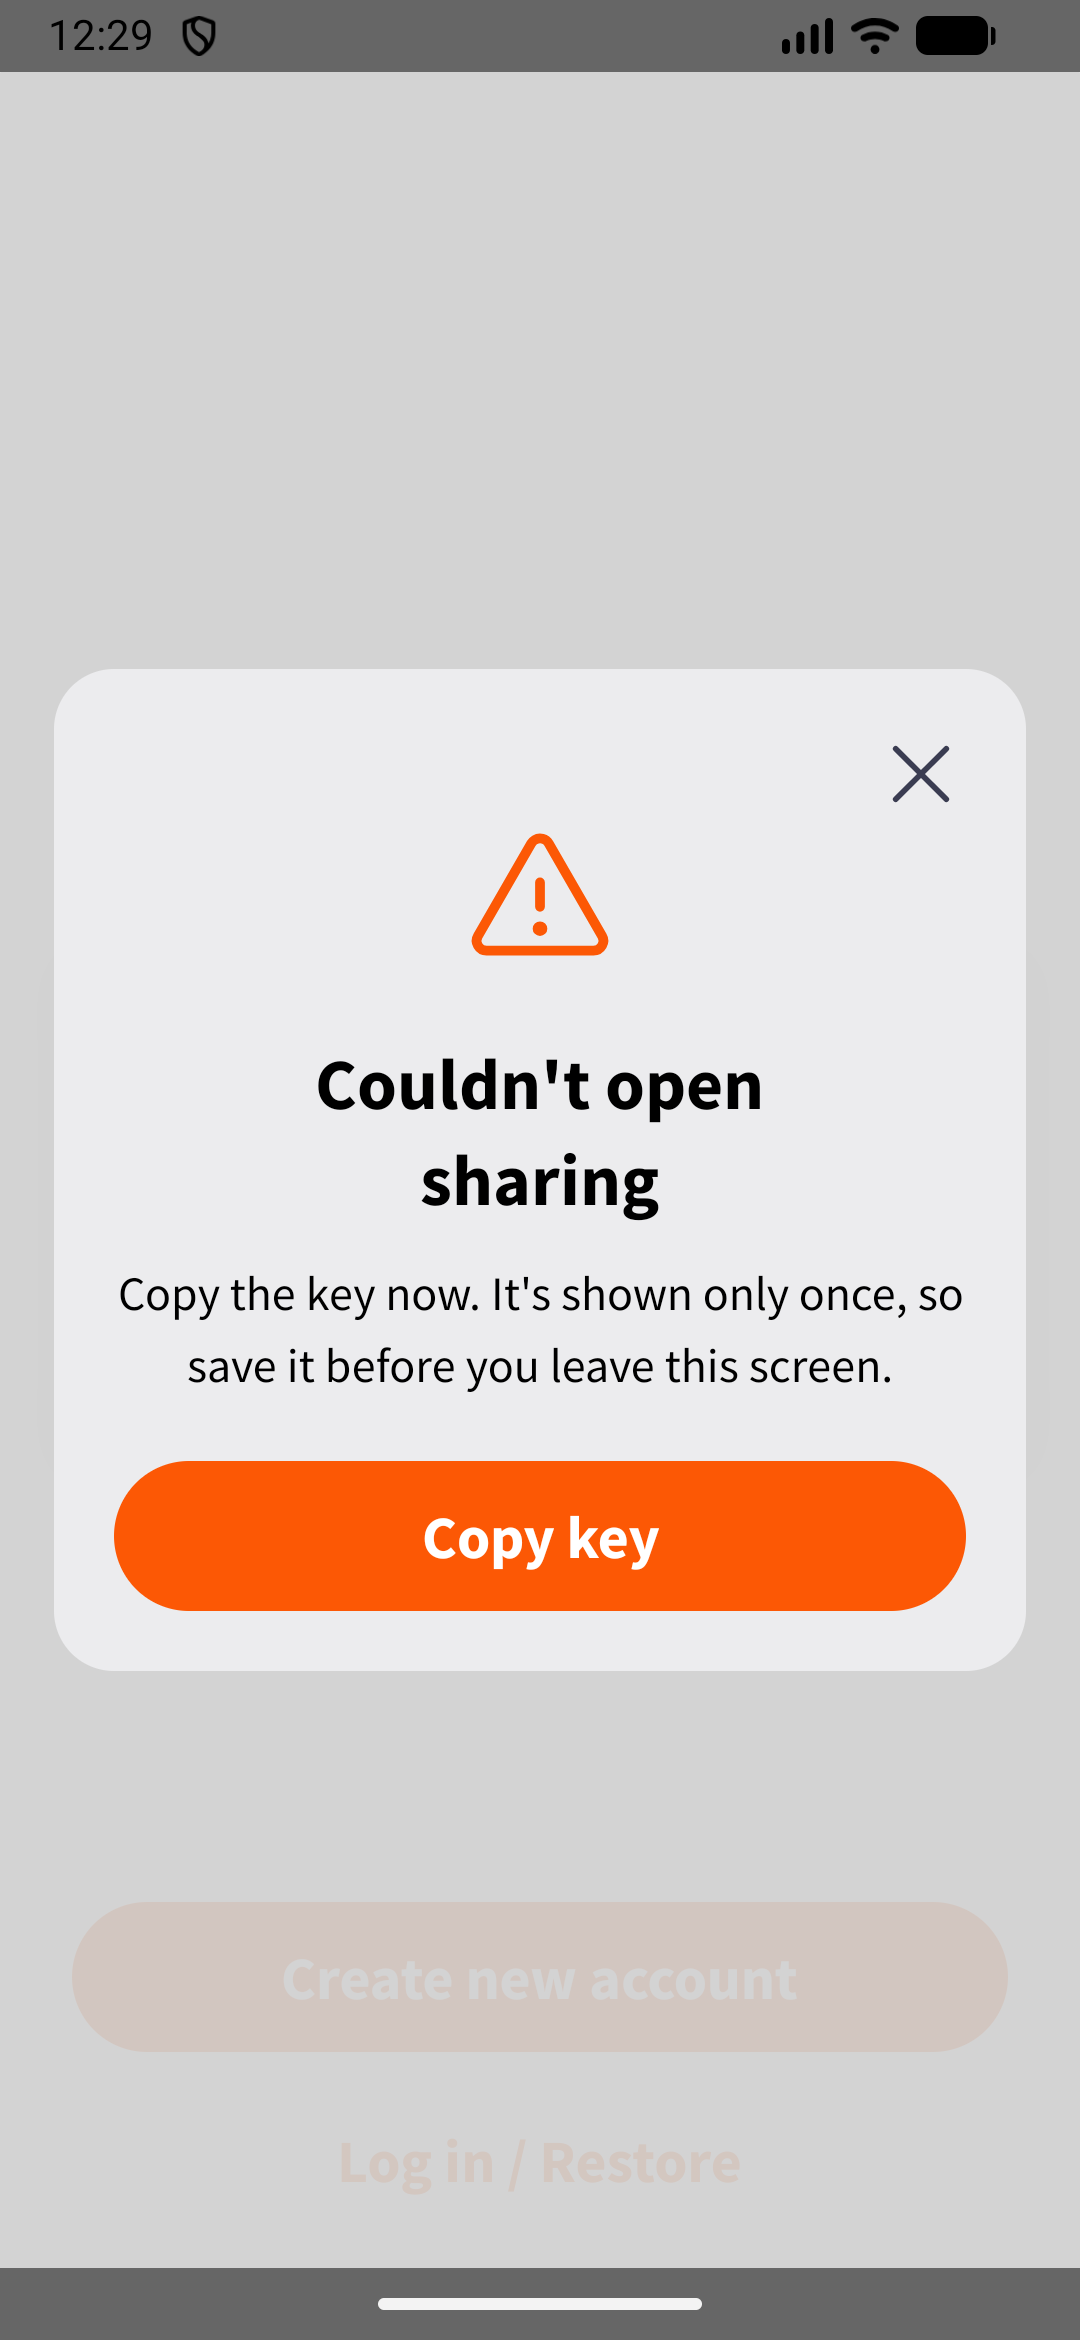 12:29
Couldn't open
sharing
Copy the key now. It's shown only once, so
save it before you leave this screen.
Copy key
Create new account
Log in / Restore